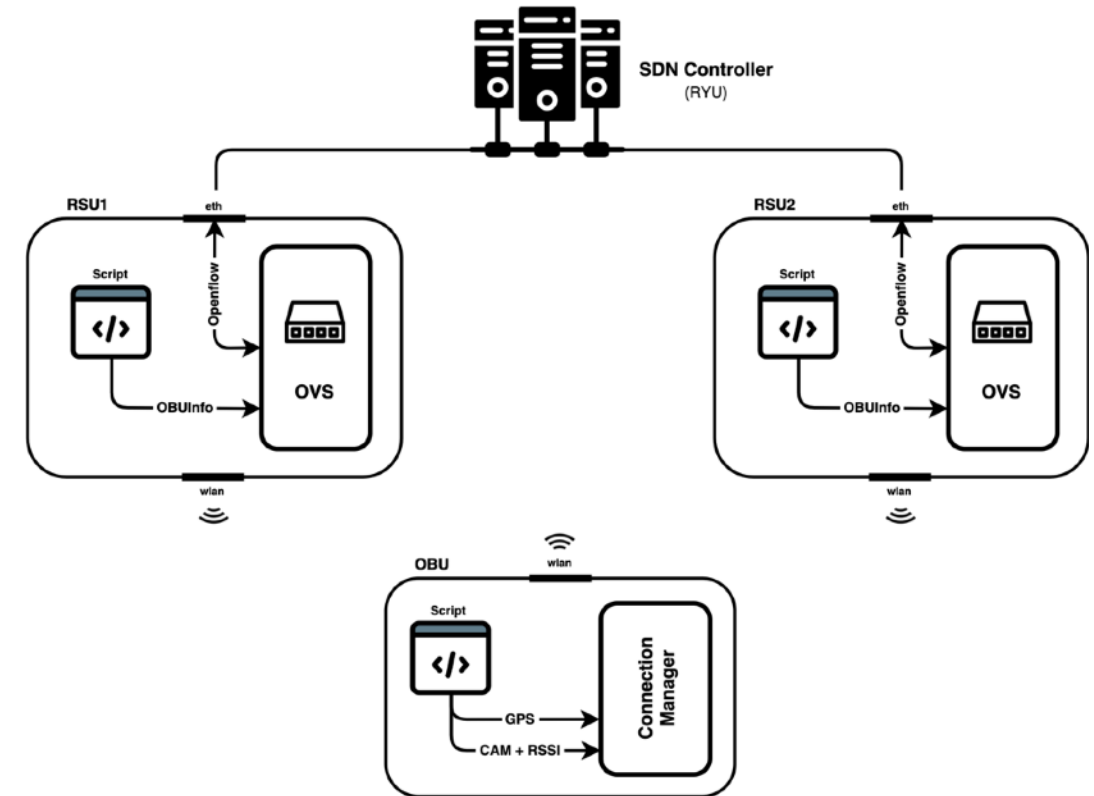 SDN Controller
(RYU)
RSU1
eth
Script
Openflow
OVS
OBUInfo
wlan
RSU2
eth
Script
Openflow
OVS
OBUInfo
wlan
OBU
wlan
Script
Connection
Manager
GPS
CAM + RSSI